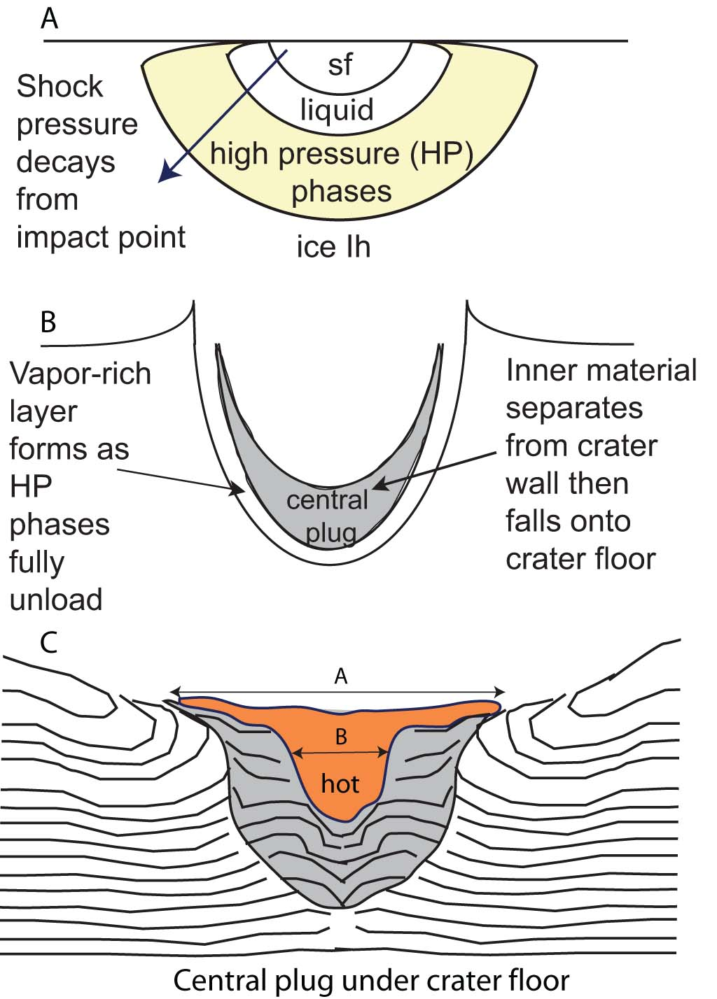 A
Shock
pressure
decays
from
impact point
sf
liquid
high pressure (HP)
phases
ice Ih
B
Vapor-rich
layer
forms as
HP
phases
fully
unload
central
plug
Inner material
separates
from crater
wall then
falls onto
crater floor
C
A
B
hot
Central plug under crater floor